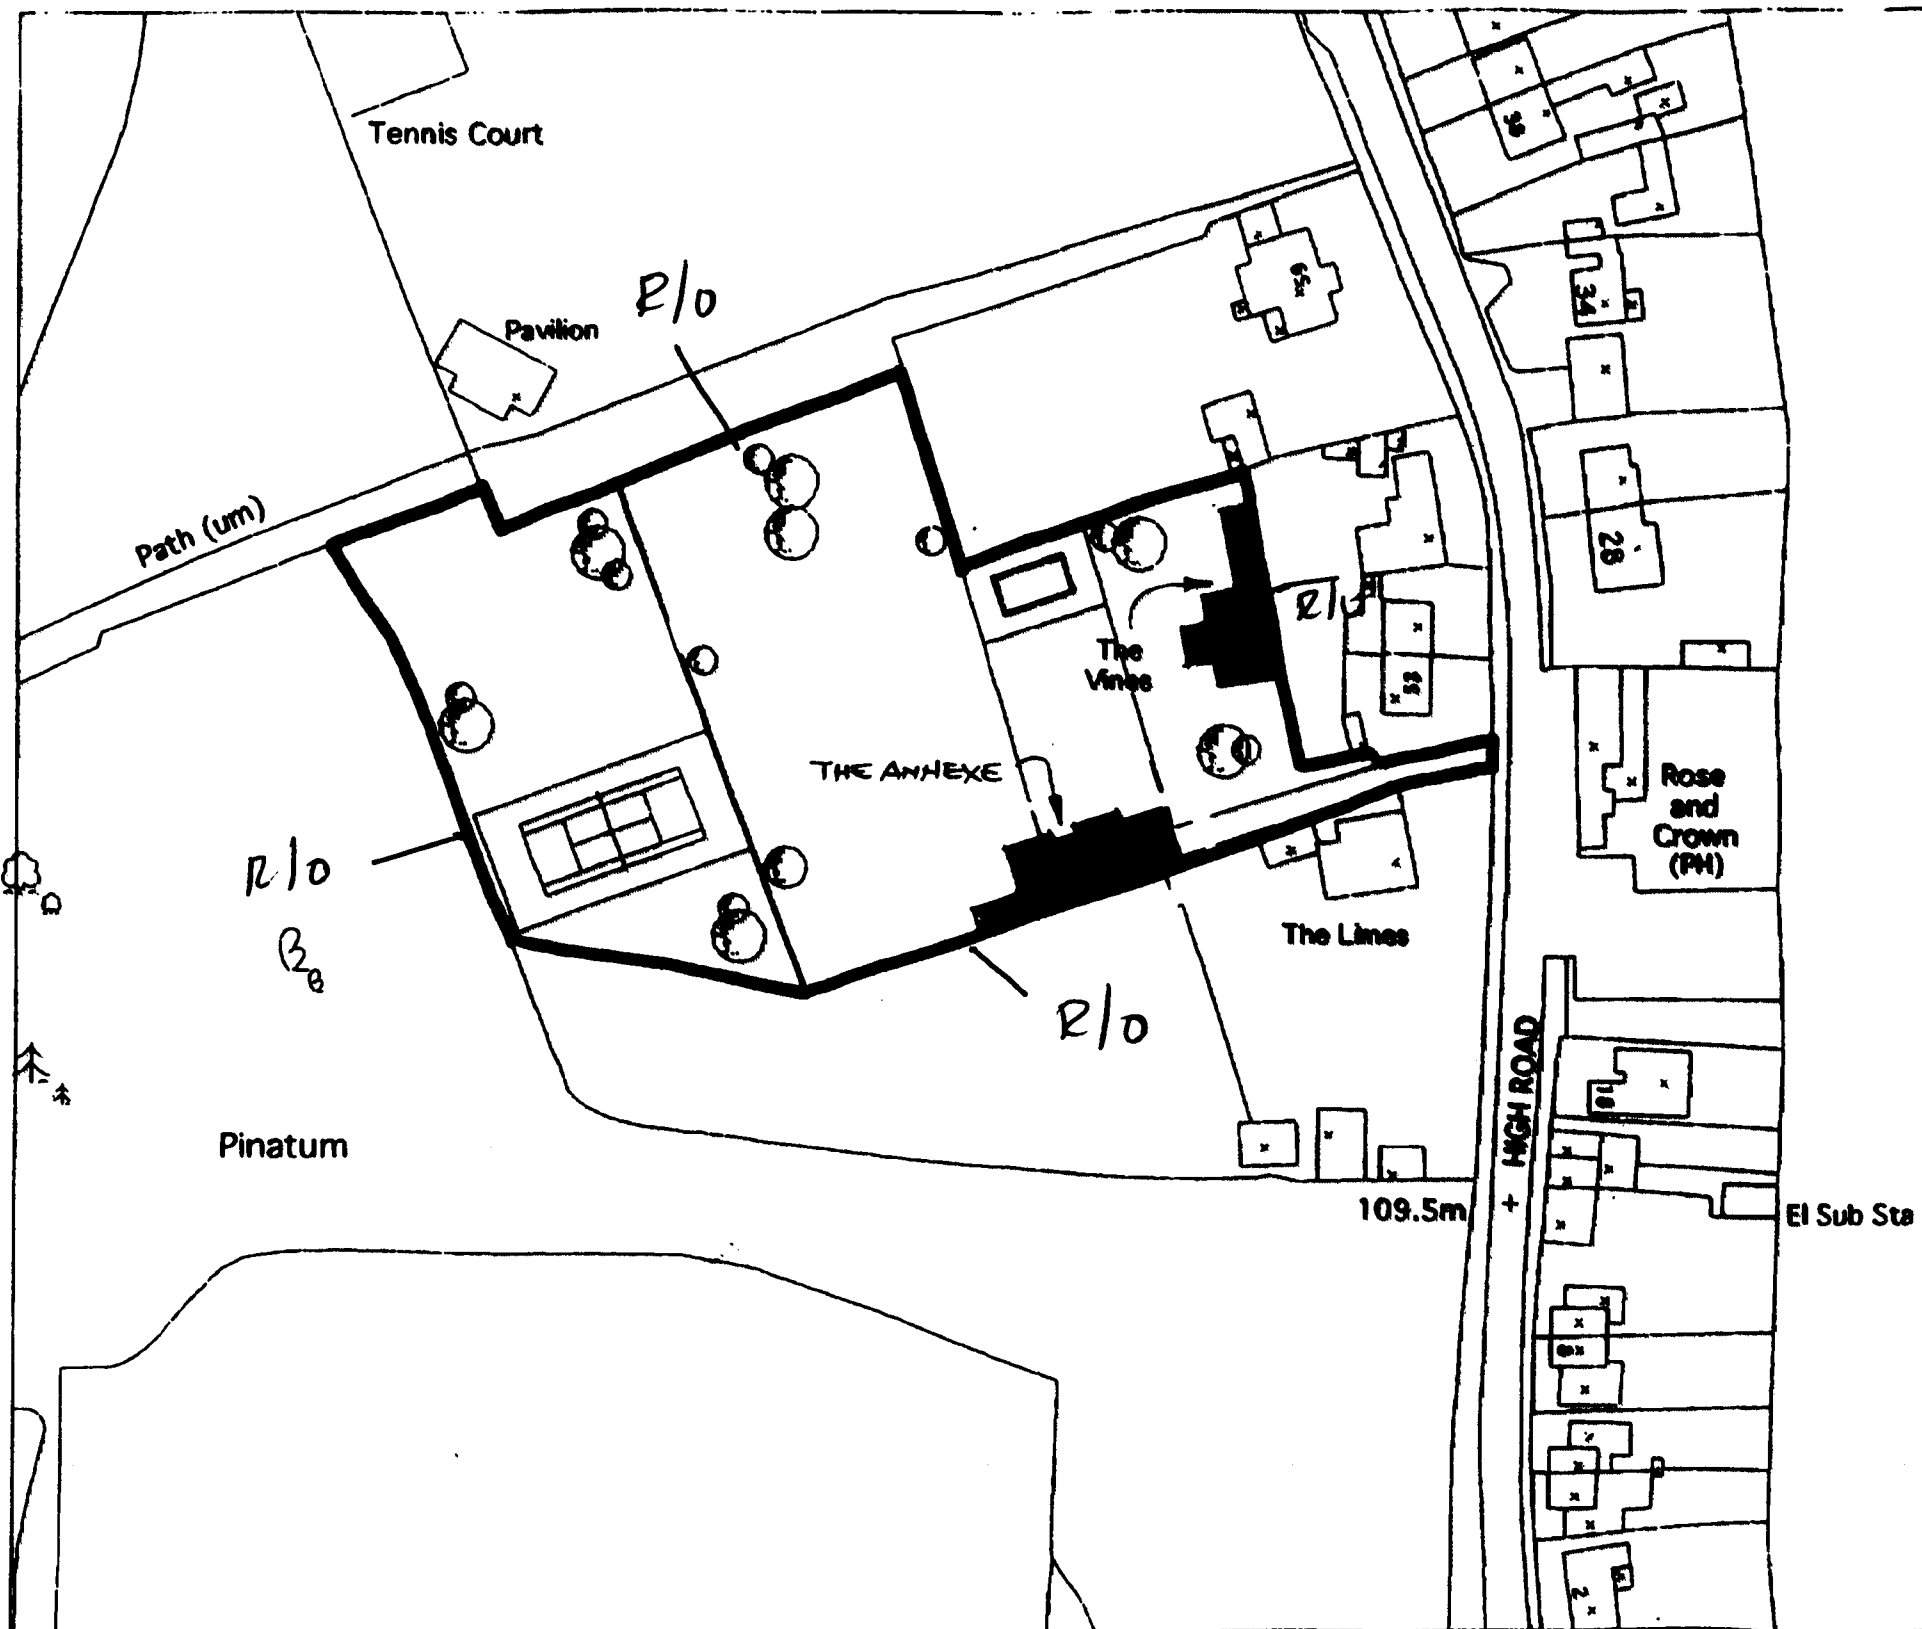 Tennis Court
R/O
Pavilion
Path (um)
34
28
The
Vines
THE ANNEXE
R/O
Rose
and
Crown
(PH)
The Limes
R/O
HIGH ROAD
Pinatum
109.5m
El Sub Sta
2